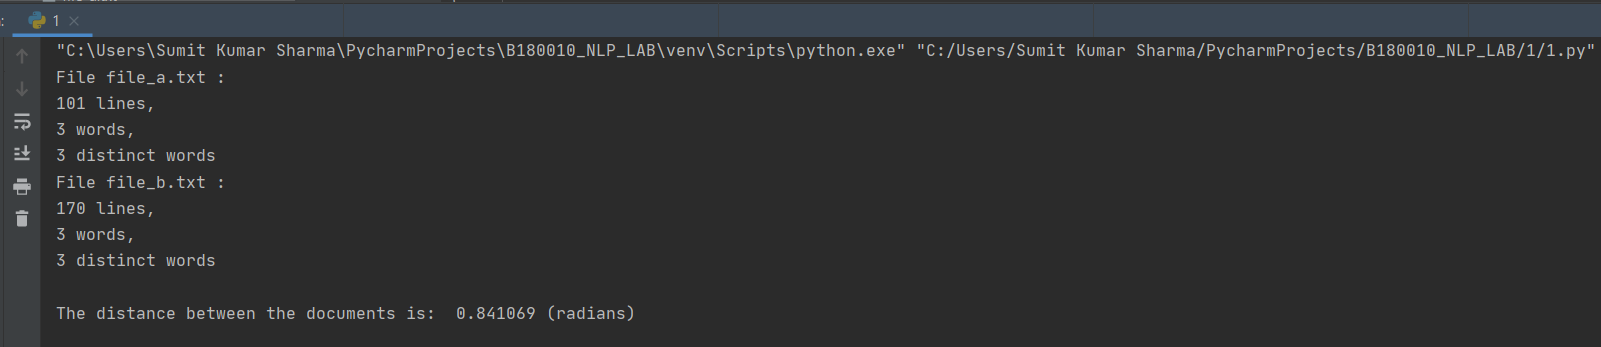 1
"C:\Users\Sumit Kumar Sharma\PycharmProjects\B180010_NLP_LAB\venv\Scripts\python.exe" "C:/Users/Sumit Kumar Sharma/PycharmProjects/B180010_NLP_LAB/1/1.py"
File file_a.txt :
101 lines,
3 words,
3 distinct words
File file_b.txt :
170 lines,
3 words,
3 distinct words
The distance between the documents is:  0.841069 (radians)